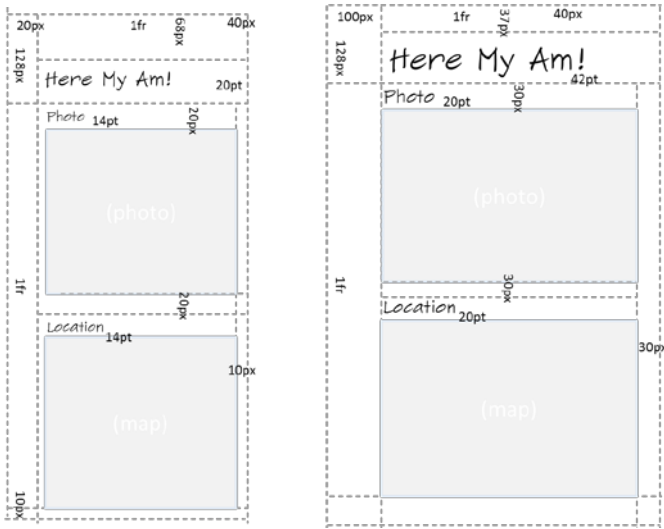 20px 1fr 68px 40px
128px
Here My Am!
20pt
Photo 14pt 20px
(photo)
1fr
20px
Location
14pt
10px
(map)
10px
100px 1fr 37px 40px
128px
Here My Am!
42pt
Photo 20pt 30px
(photo)
1fr
30px
Location
20pt
30px
(map)